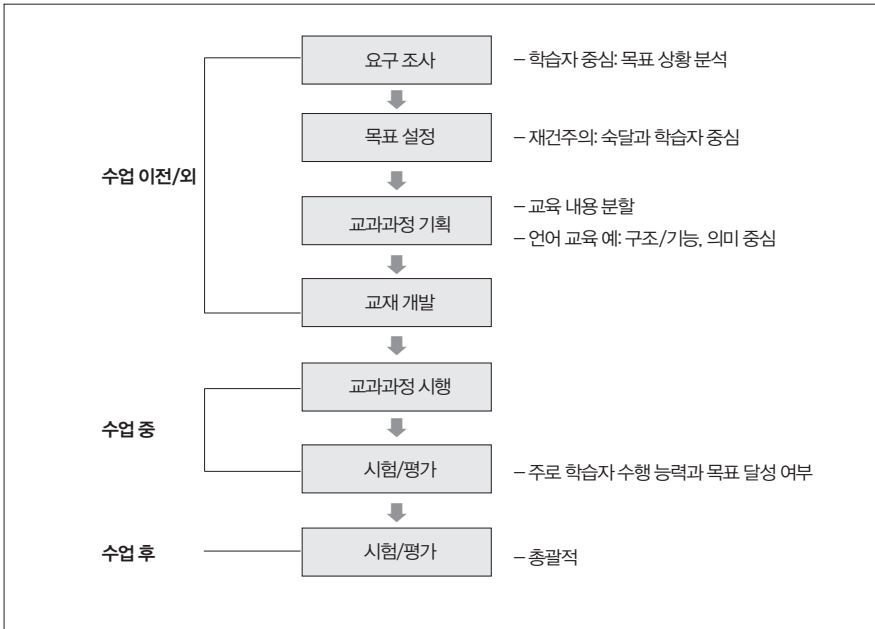 요구 조사
– 학습자 중심: 목표 상황 분석
목표 설정
– 재건주의: 숙달과 학습자 중심
수업 이전/외
교과과정 기획
– 교육 내용 분할
– 언어 교육 예: 구조/기능, 의미 중심
교재 개발
교과과정 시행
수업 중
시험/평가
– 주로 학습자 수행 능력과 목표 달성 여부
수업 후
시험/평가
– 총괄적